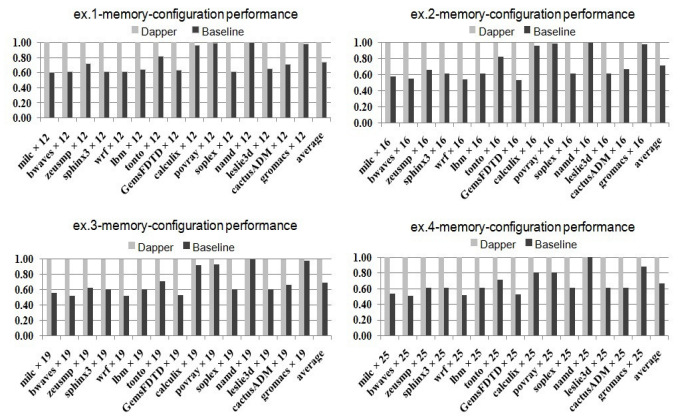 ex.1-memory-configuration performance
Dapper Baseline
1.00
0.80
0.60
0.40
0.20
0.00
milc × 12
bwaves × 12
zeusmp × 12
sphinx3 × 12
wrf × 12
lbm × 12
tonto × 12
GemsFDTD × 12
calculix × 12
povray × 12
soplex × 12
namd × 12
leslie3d × 12
cactusADM × 12
gromacs × 12
average
ex.2-memory-configuration performance
Dapper Baseline
1.00
0.80
0.60
0.40
0.20
0.00
milc × 16
bwaves × 16
zeusmp × 16
sphinx3 × 16
wrf × 16
lbm × 16
tonto × 16
GemsFDTD × 16
calculix × 16
povray × 16
soplex × 16
namd × 16
leslie3d × 16
cactusADM × 16
gromacs × 16
average
ex.3-memory-configuration performance
Dapper Baseline
1.00
0.80
0.60
0.40
0.20
0.00
milc × 19
bwaves × 19
zeusmp × 19
sphinx3 × 19
wrf × 19
lbm × 19
tonto × 19
GemsFDTD × 19
calculix × 19
povray × 19
soplex × 19
namd × 19
leslie3d × 19
cactusADM × 19
gromacs × 19
average
ex.4-memory-configuration performance
Dapper Baseline
1.00
0.80
0.60
0.40
0.20
0.00
milc × 25
bwaves × 25
zeusmp × 25
sphinx3 × 25
wrf × 25
lbm × 25
tonto × 25
GemsFDTD × 25
calculix × 25
povray × 25
soplex × 25
namd × 25
leslie3d × 25
cactusADM × 25
gromacs × 25
average